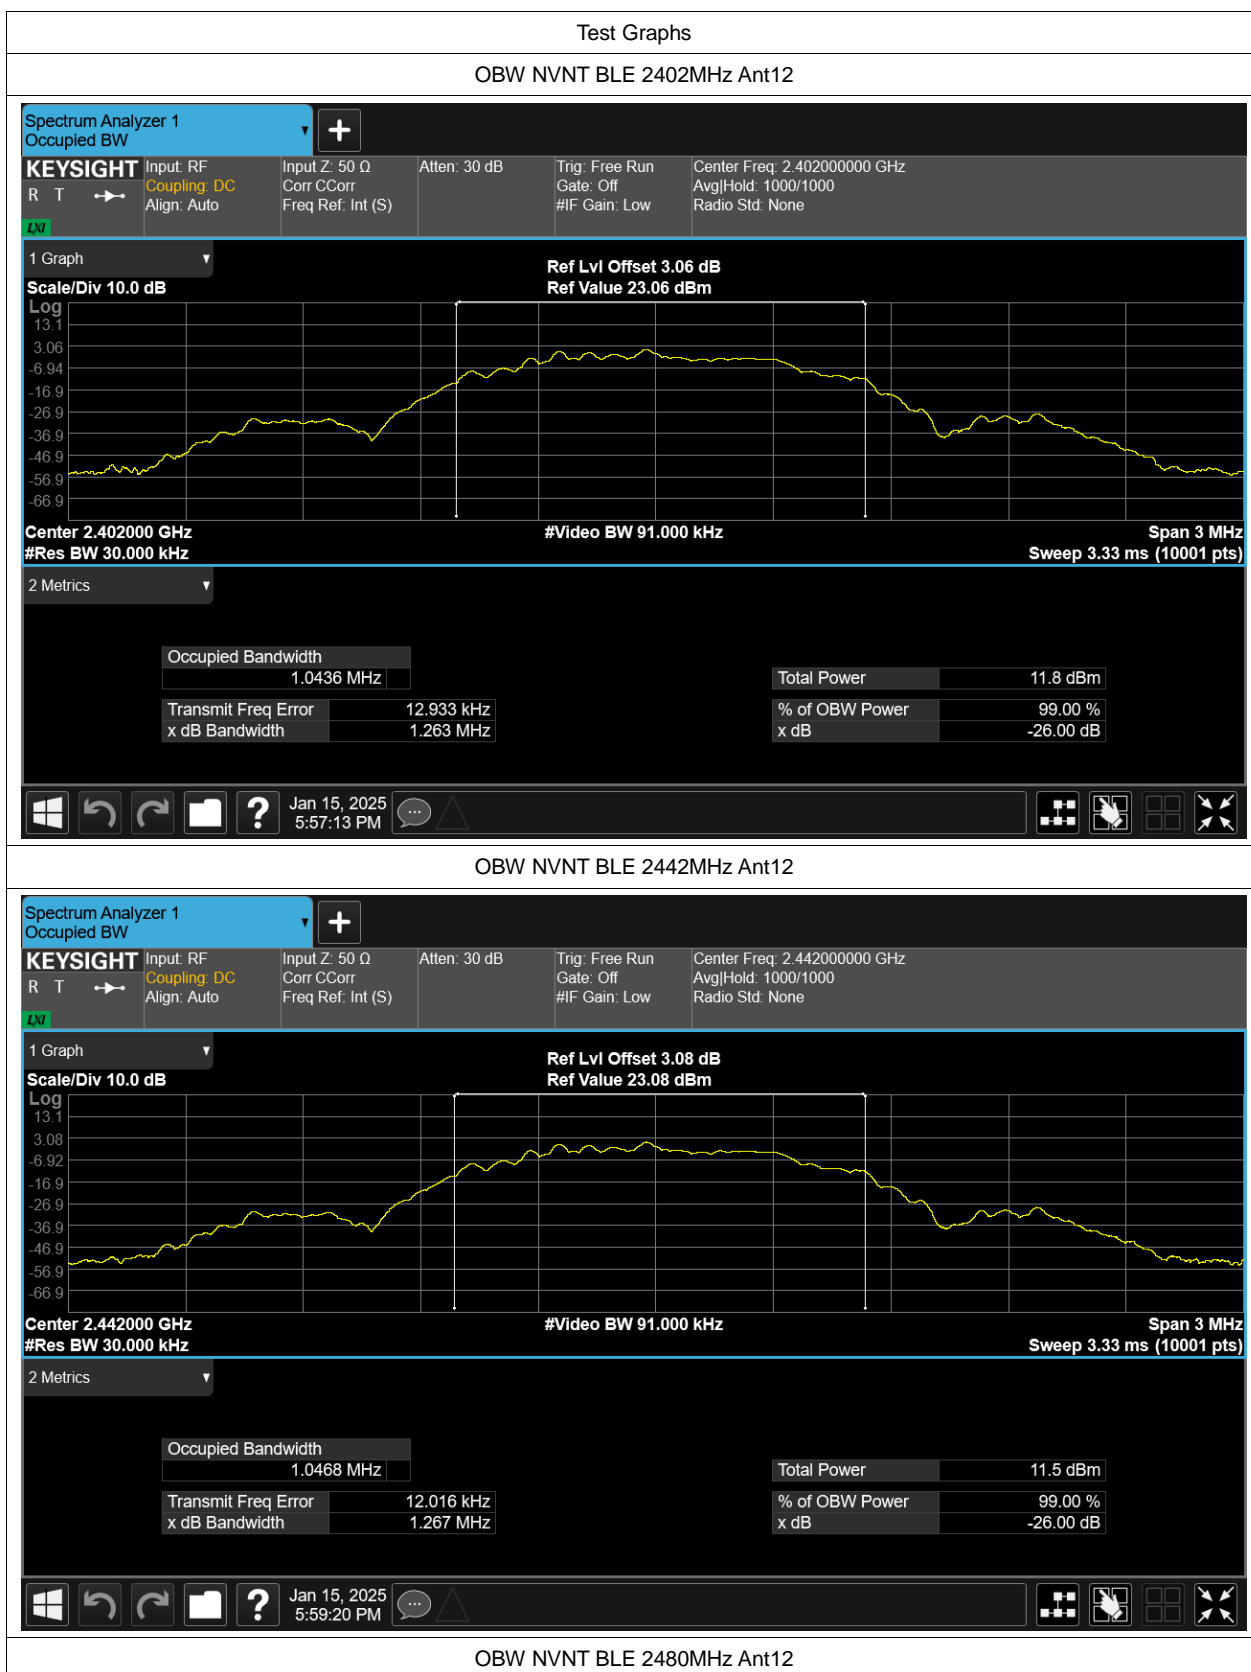 Test Graphs
OBW NVNT BLE 2402MHz Ant12
Spectrum Analyzer 1
Occupied BW
KEYSIGHT Input: RF Input Z: 50 Ω Atten: 30 dB Trig: Free Run Center Freq: 2.402000000 GHz
R T Coupling: DC Corr CCorr Gate: Off Avg|Hold: 1000/1000
Align: Auto Freq Ref: Int (S) #IF Gain: Low Radio Std: None
LXI
1 Graph
Ref Lvl Offset 3.06 dB
Scale/Div 10.0 dB Ref Value 23.06 dBm
Log
13.1
3.06
-6.94
-16.9
-26.9
-36.9
-46.9
-56.9
-66.9
Center 2.402000 GHz #Video BW 91.000 kHz Span 3 MHz
#Res BW 30.000 kHz Sweep 3.33 ms (10001 pts)
2 Metrics
Occupied Bandwidth
1.0436 MHz Total Power 11.8 dBm
Transmit Freq Error 12.933 kHz % of OBW Power 99.00 %
x dB Bandwidth 1.263 MHz x dB -26.00 dB
Jan 15, 2025
5:57:13 PM
OBW NVNT BLE 2442MHz Ant12
Spectrum Analyzer 1
Occupied BW
KEYSIGHT Input: RF Input Z: 50 Ω Atten: 30 dB Trig: Free Run Center Freq: 2.442000000 GHz
R T Coupling: DC Corr CCorr Gate: Off Avg|Hold: 1000/1000
Align: Auto Freq Ref: Int (S) #IF Gain: Low Radio Std: None
LXI
1 Graph
Ref Lvl Offset 3.08 dB
Scale/Div 10.0 dB Ref Value 23.08 dBm
Log
13.1
3.08
-6.92
-16.9
-26.9
-36.9
-46.9
-56.9
-66.9
Center 2.442000 GHz #Video BW 91.000 kHz Span 3 MHz
#Res BW 30.000 kHz Sweep 3.33 ms (10001 pts)
2 Metrics
Occupied Bandwidth
1.0468 MHz Total Power 11.5 dBm
Transmit Freq Error 12.016 kHz % of OBW Power 99.00 %
x dB Bandwidth 1.267 MHz x dB -26.00 dB
Jan 15, 2025
5:59:20 PM
OBW NVNT BLE 2480MHz Ant12